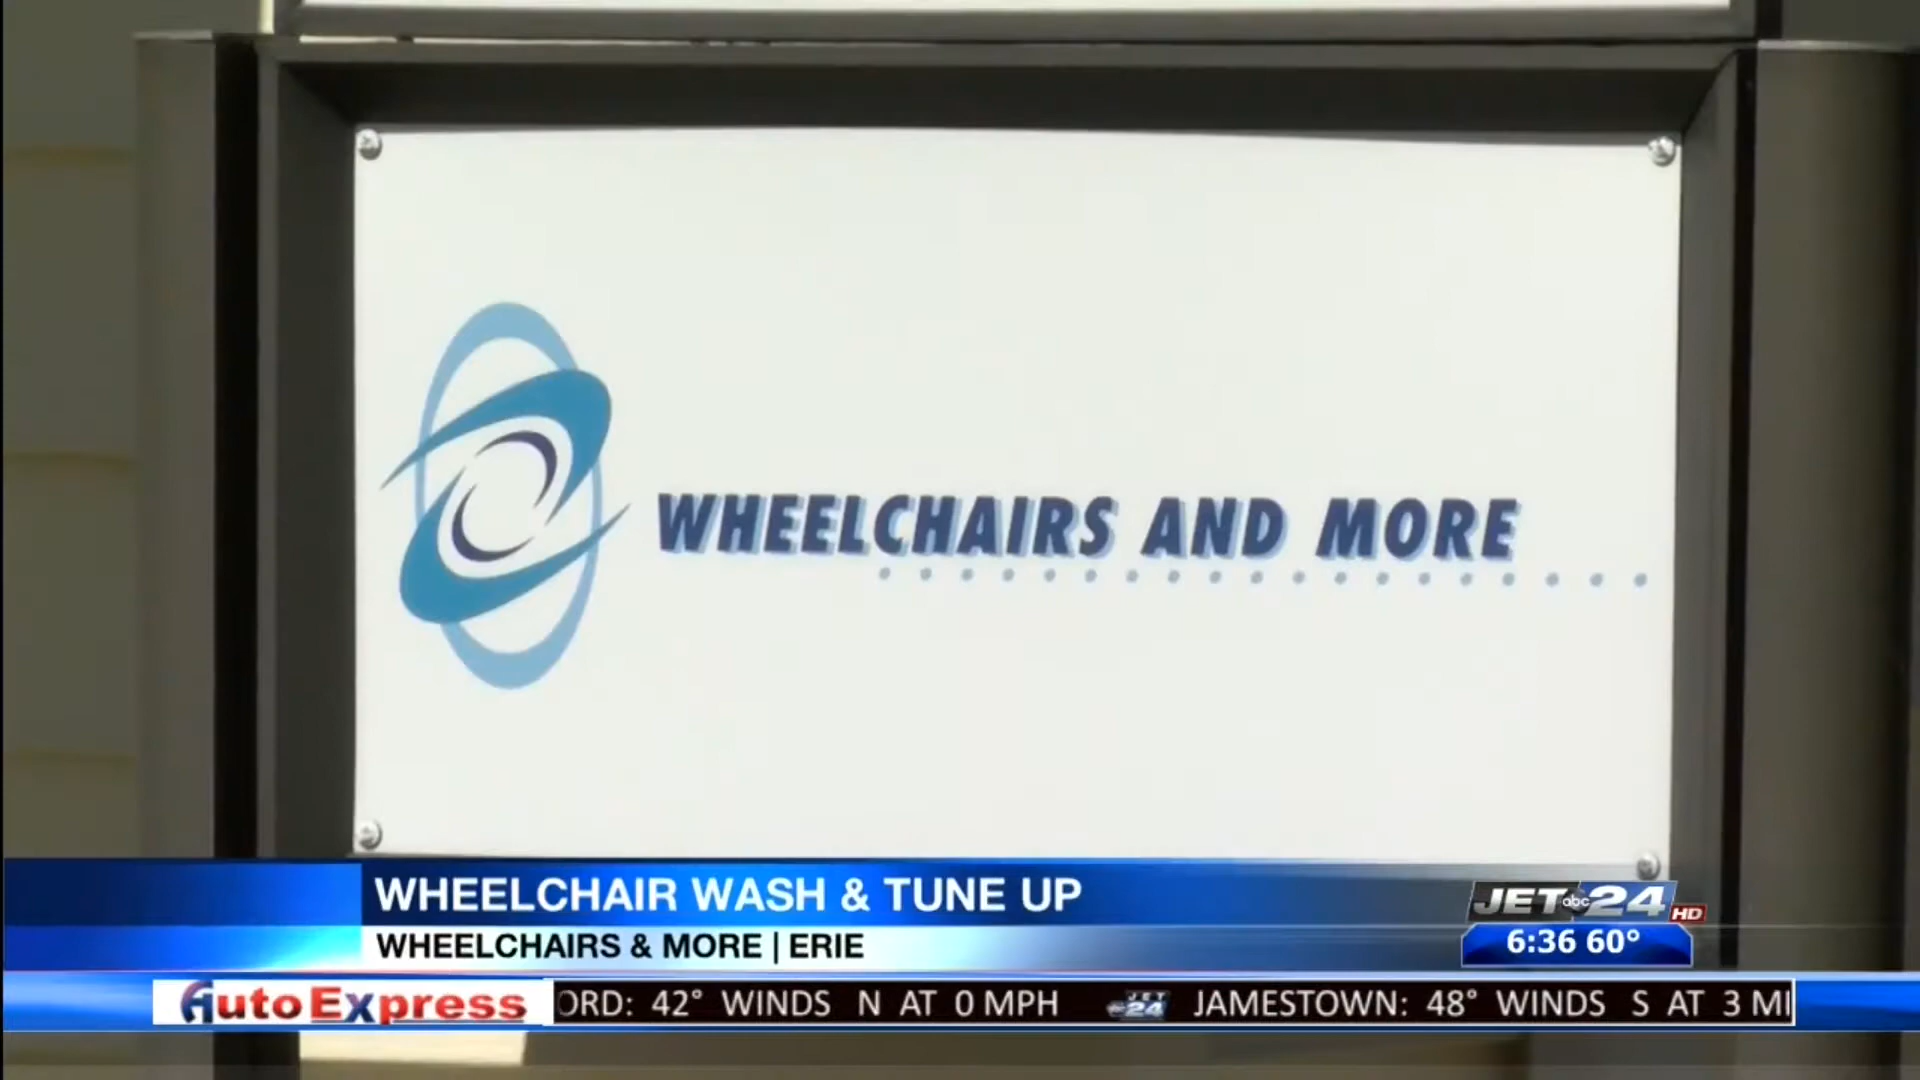 WHEELCHAIRS AND MORE
WHEELCHAIR WASH & TUNE UP
WHEELCHAIRS & MORE | ERIE
JET abc 24 HD
6:36 60°
AutoExpress
ORD: 42° WINDS N AT 0 MPH JET 24 JAMESTOWN: 48° WINDS S AT 3 M